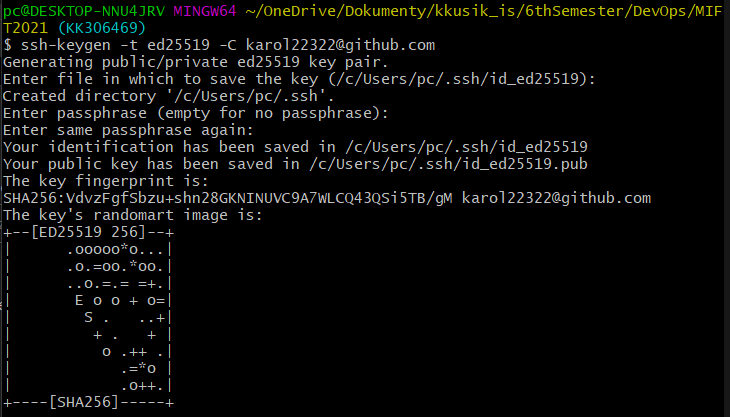 pc@DESKTOP-NNU4JRV MINGW64 ~/OneDrive/Dokumenty/kkusik_is/6thSemester/DevOps/MIF
T2021 (KK306469)
$ ssh-keygen -t ed25519 -C karol22322@github.com
Generating public/private ed25519 key pair.
Enter file in which to save the key (/c/Users/pc/.ssh/id_ed25519):
Created directory '/c/Users/pc/.ssh'.
Enter passphrase (empty for no passphrase):
Enter same passphrase again:
Your identification has been saved in /c/Users/pc/.ssh/id_ed25519
Your public key has been saved in /c/Users/pc/.ssh/id_ed25519.pub
The key fingerprint is:
SHA256:VdvzFgfSbzu+shn28GKNINUVC9A7WLCQ43QSi5TB/gM karol22322@github.com
The key's randomart image is:
+--[ED25519 256]--+
|      .ooooo*o...|
|      .o.=oo.*oo.|
|      ..o.=.= =+.|
|       E o o + o=|
|        S .   ..+|
|         + .   + |
|          o .++ .|
|            .=*o |
|            .o++.|
+----[SHA256]-----+